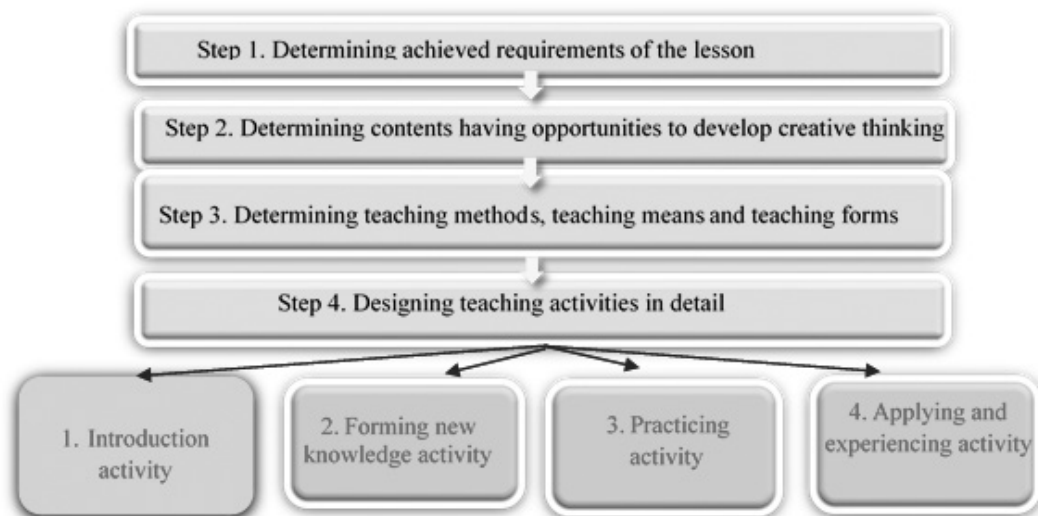 Step 1. Determining achieved requirements of the lesson
Step 2. Determining contents having opportunities to develop creative thinking
Step 3. Determining teaching methods, teaching means and teaching forms
Step 4. Designing teaching activities in detail
1. Introduction
activity
2. Forming new
knowledge activity
3. Practicing
activity
4. Applying and
experiencing activity